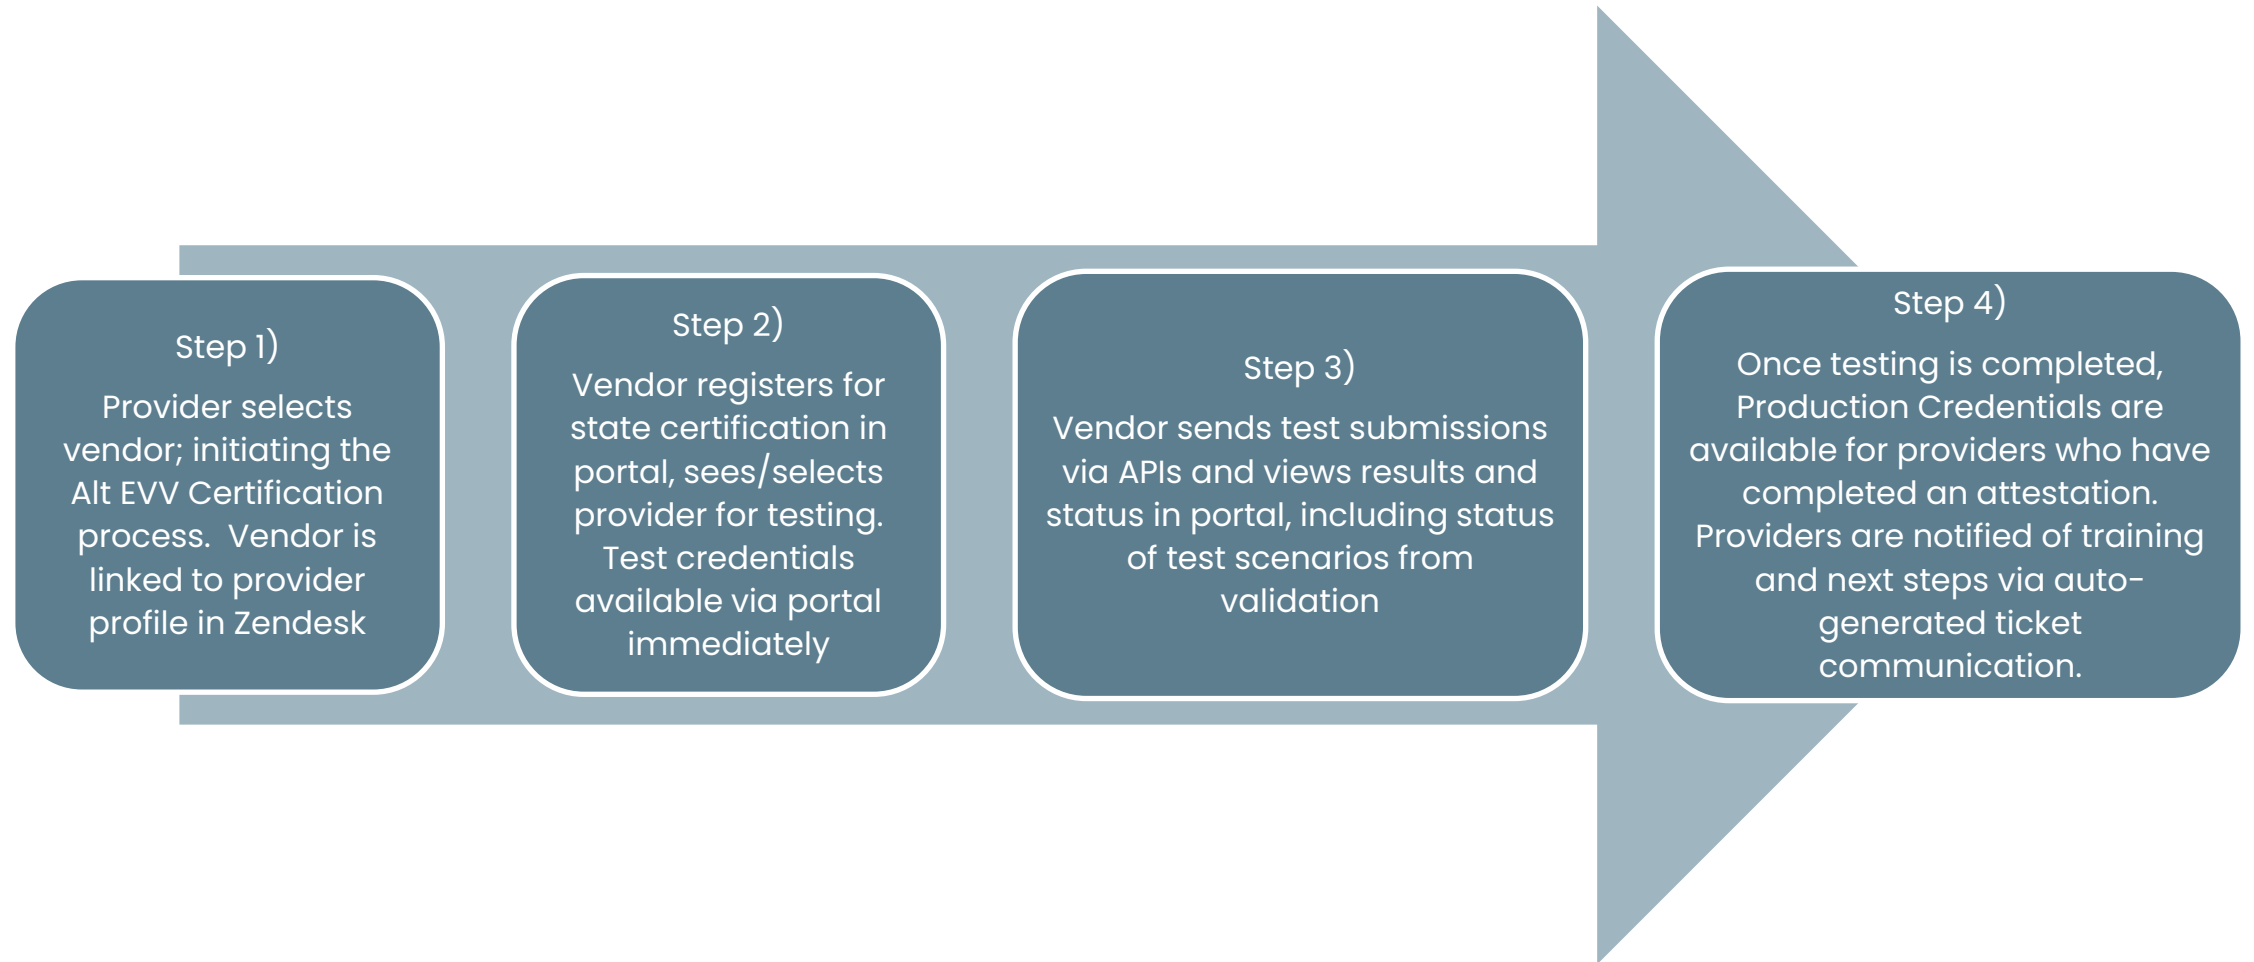 Step 1)
Provider selects
vendor; initiating the
Alt EVV Certification
process.  Vendor is
linked to provider
profile in Zendesk
Step 2)
Vendor registers for
state certification in
portal, sees/selects
provider for testing.
Test credentials
available via portal
immediately
Step 3)
Vendor sends test submissions
via APIs and views results and
status in portal, including status
of test scenarios from
validation
Step 4)
Once testing is completed,
Production Credentials are
available for providers who have
completed an attestation.
Providers are notified of training
and next steps via auto-
generated ticket
communication.